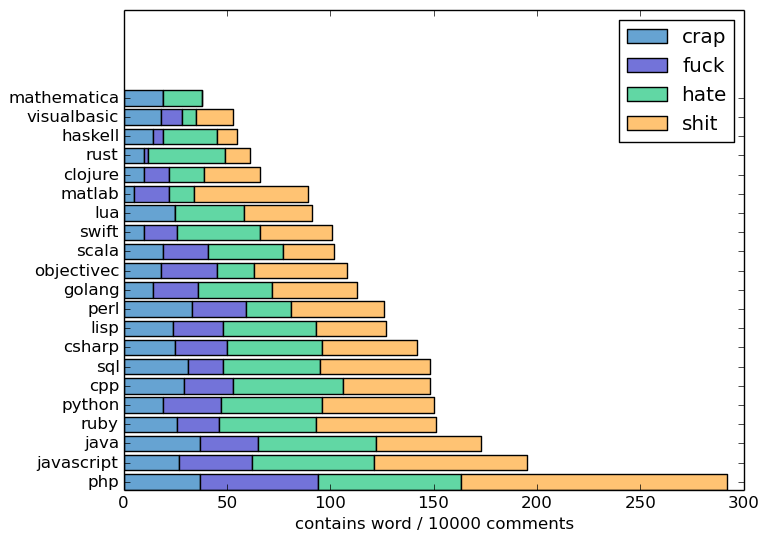 crap
fuck
hate
shit
mathematica
visualbasic
haskell
rust
clojure
matlab
lua
swift
scala
objectivec
golang
perl
lisp
csharp
sql
cpp
python
ruby
java
javascript
php
0 50 100 150 200 250 300
contains word / 10000 comments